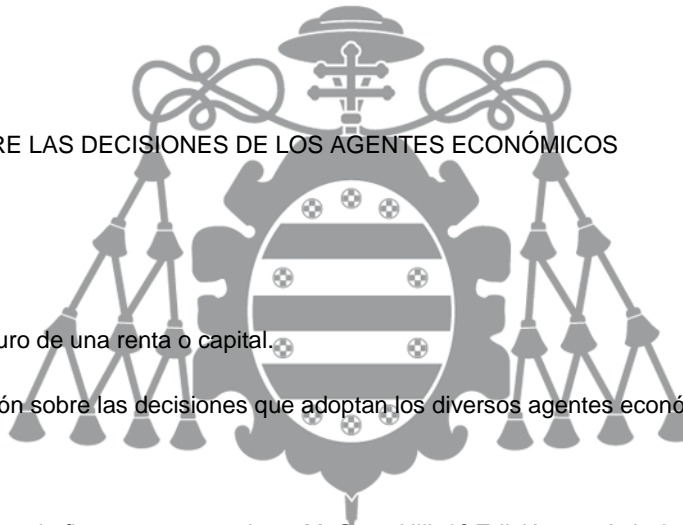 RE LAS DECISIONES DE LOS AGENTES ECONÓMICOS
uro de una renta o capital.
ón sobre las decisiones que adoptan los diversos agentes econó